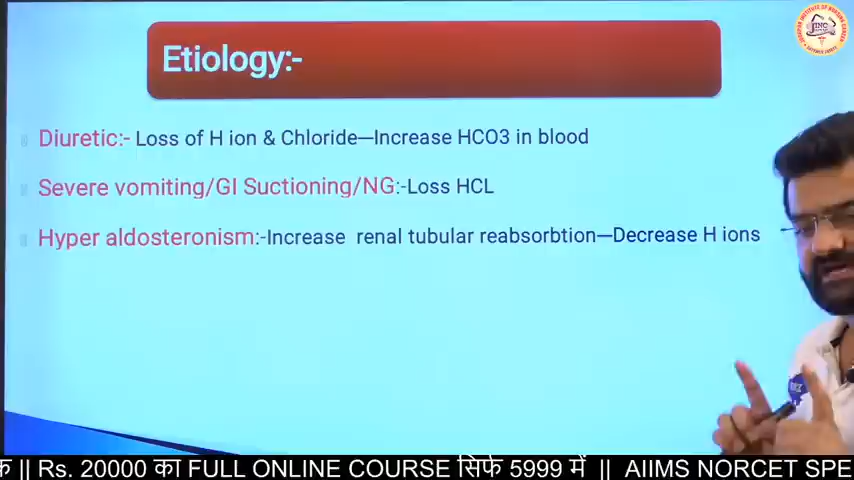 Etiology:-
Diuretic:- Loss of H ion & Chloride—Increase HCO3 in blood
Severe vomiting/GI Suctioning/NG:-Loss HCL
Hyper aldosteronism:-Increase renal tubular reabsorbtion—Decrease H ions
|| Rs. 20000 का FULL ONLINE COURSE सिर्फ 5999 में || AIIMS NORCET SPE
JINC